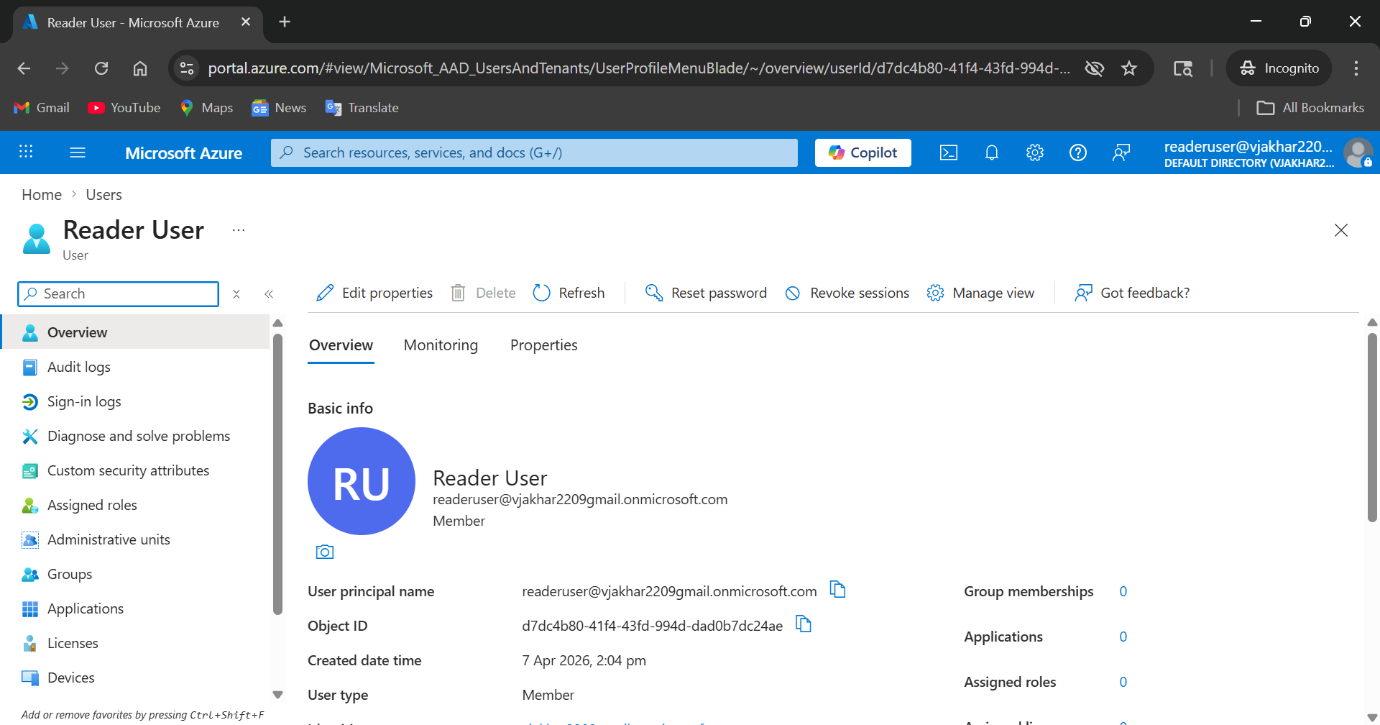 Reader User - Microsoft Azure
portal.azure.com/#view/Microsoft_AAD_UsersAndTenants/UserProfileMenuBlade/~/overview/userId/d7dc4b80-41f4-43fd-994d-...
Incognito
Gmail YouTube Maps News Translate All Bookmarks
Microsoft Azure
Search resources, services, and docs (G+/)
Copilot
readeruser@vjakhar220...
DEFAULT DIRECTORY (VJAKHAR2...
Home > Users
Reader User ...
User
Search
Edit properties Delete Refresh Reset password Revoke sessions Manage view Got feedback?
Overview
Audit logs
Sign-in logs
Diagnose and solve problems
Custom security attributes
Assigned roles
Administrative units
Groups
Applications
Licenses
Devices
Add or remove favorites by pressing Ctrl+Shift+F
Overview Monitoring Properties
Basic info
RU
Reader User
readeruser@vjakhar2209gmail.onmicrosoft.com
Member
User principal name readeruser@vjakhar2209gmail.onmicrosoft.com
Object ID d7dc4b80-41f4-43fd-994d-dad0b7dc24ae
Created date time 7 Apr 2026, 2:04 pm
User type Member
Group memberships 0
Applications 0
Assigned roles 0